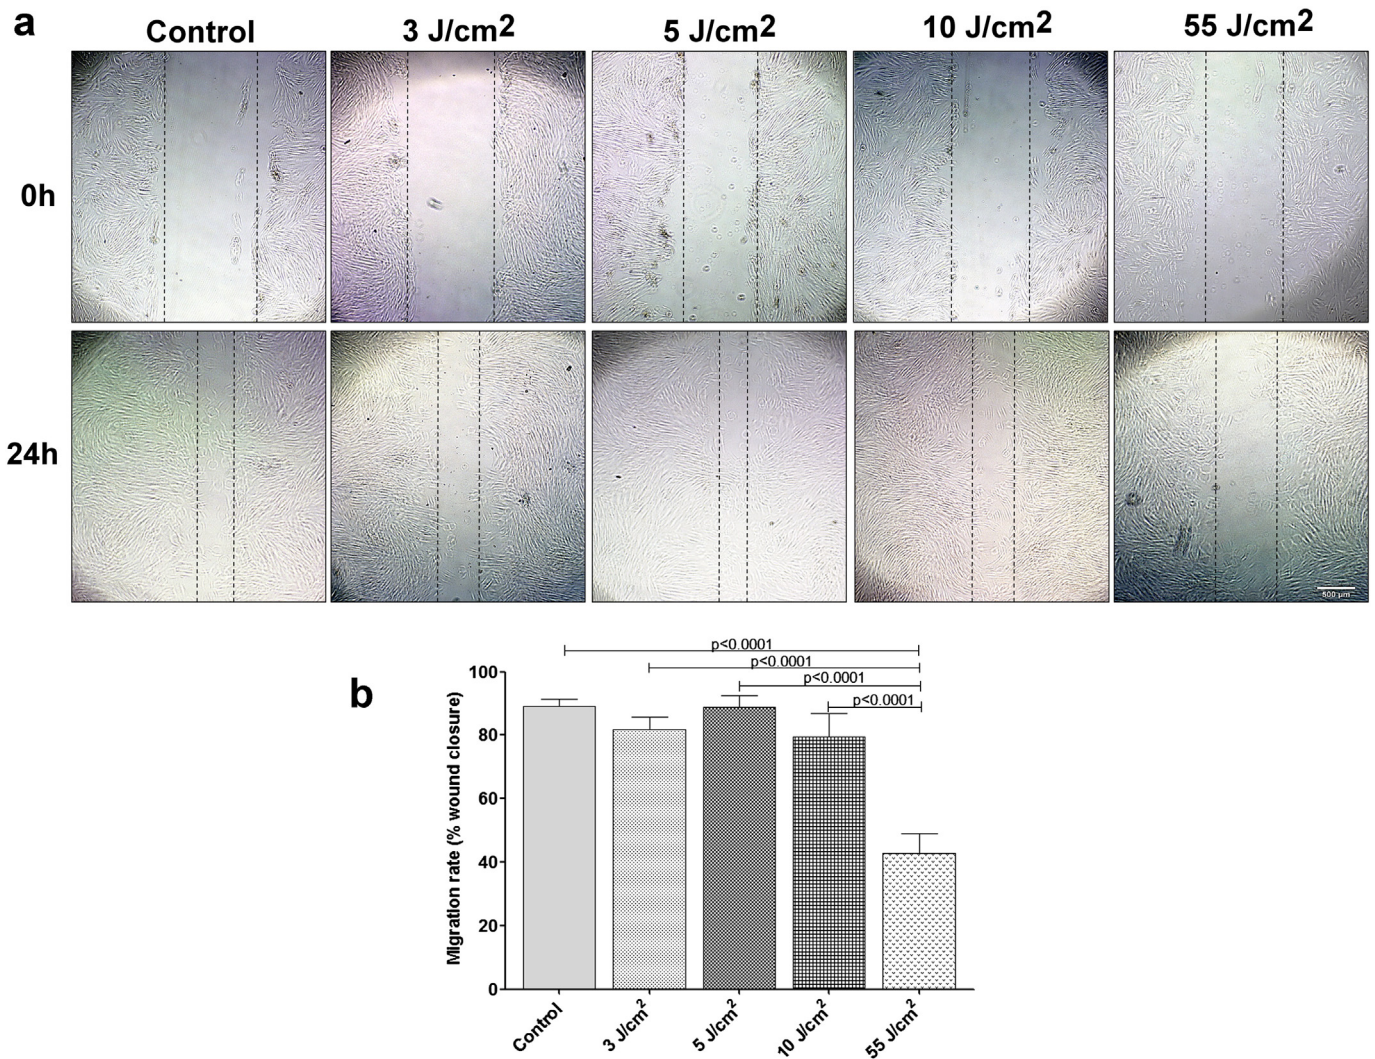 a
Control 3 J/cm² 5 J/cm² 10 J/cm² 55 J/cm²
0h
24h
500 µm
b
p<0.0001
p<0.0001
p<0.0001
p<0.0001
Migration rate (% wound closure)
100
80
60
40
20
0
Control 3 J/cm² 5 J/cm² 10 J/cm² 55 J/cm²